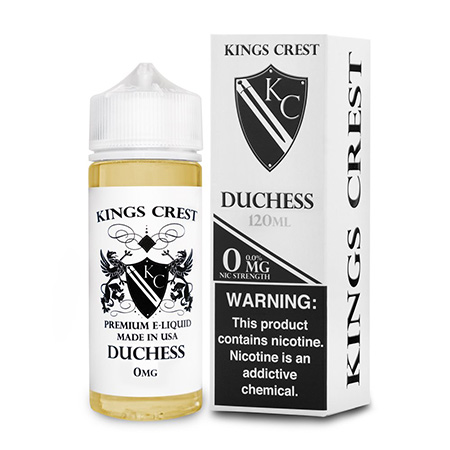 KINGS CREST
KC
PREMIUM E-LIQUID
MADE IN USA
DUCHESS
0MG
KINGS CREST
KC
DUCHESS
120ML
0 0.0% MG
NIC STRENGTH
WARNING:
This product
contains nicotine.
Nicotine is an
addictive
chemical.
KINGS CREST